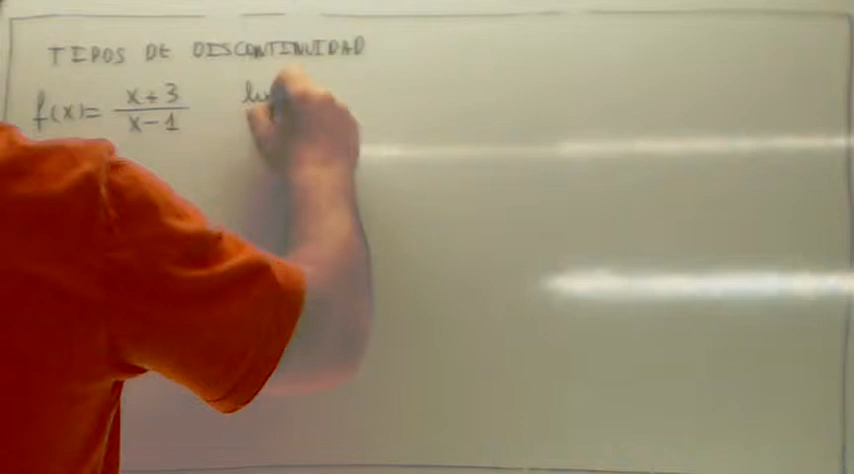 TIPOS DE DISCONTINUIDAD
f(x)= x+3 / x-1